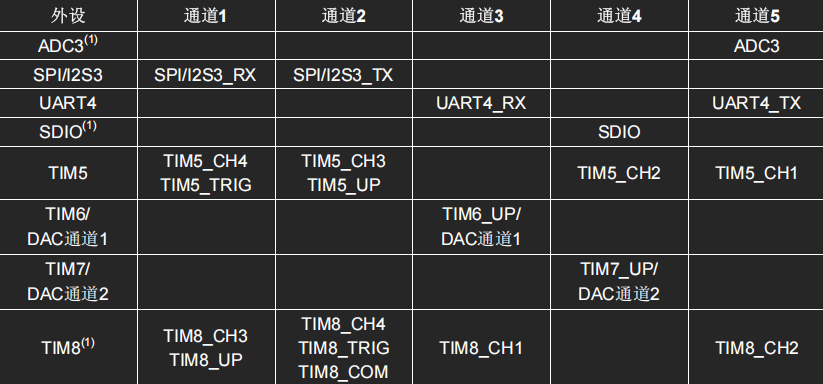 外设 通道1 通道2 通道3 通道4 通道5
ADC3(1) ADC3
SPI/I2S3 SPI/I2S3_RX SPI/I2S3_TX
UART4 UART4_RX UART4_TX
SDIO(1) SDIO
TIM5 TIM5_CH4 TIM5_TRIG TIM5_CH3 TIM5_UP TIM5_CH2 TIM5_CH1
TIM6/ DAC通道1 TIM6_UP/ DAC通道1
TIM7/ DAC通道2 TIM7_UP/ DAC通道2
TIM8(1) TIM8_CH3 TIM8_UP TIM8_CH4 TIM8_TRIG TIM8_COM TIM8_CH1 TIM8_CH2